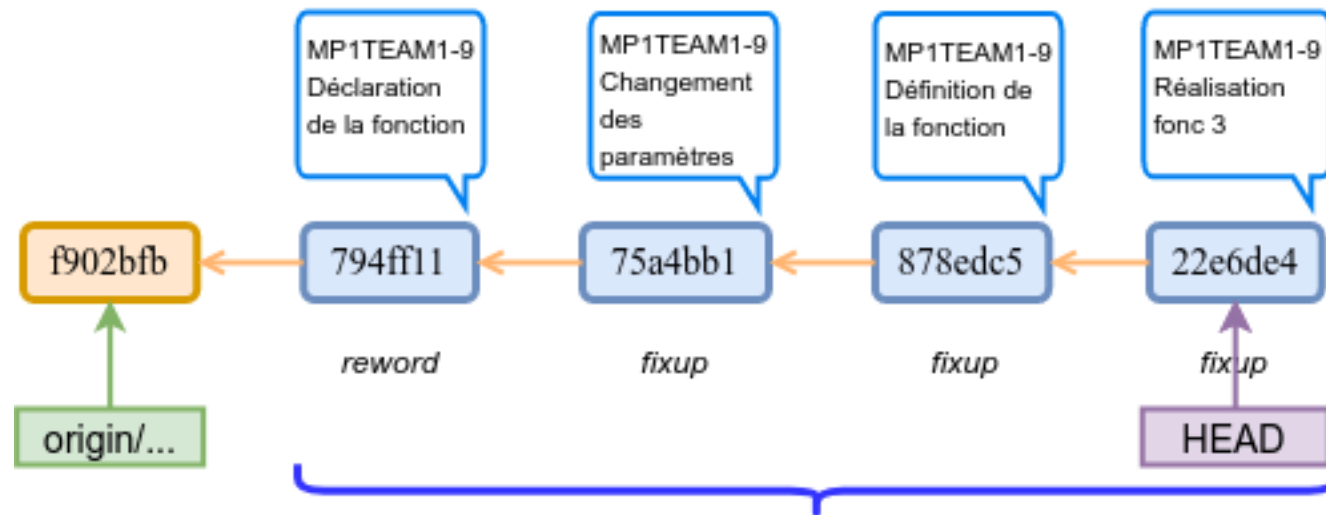 MP1TEAM1-9
Déclaration
de la fonction
MP1TEAM1-9
Changement
des
paramètres
MP1TEAM1-9
Définition de
la fonction
MP1TEAM1-9
Réalisation
fonc 3
f902bfb
794ff11
75a4bb1
878edc5
22e6de4
reword
fixup
fixup
fixup
origin/...
HEAD